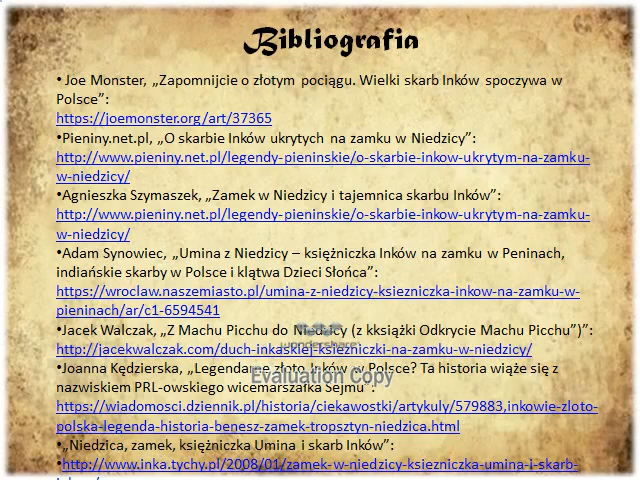 Bibliografia
• Joe Monster, „Zapomnijcie o złotym pociągu. Wielki skarb Inków spoczywa w
Polsce”:
https://joemonster.org/art/37365
•Pieniny.net.pl, „O skarbie Inków ukrytych na zamku w Niedzicy”:
http://www.pieniny.net.pl/legendy-pieninskie/o-skarbie-inkow-ukrytym-na-zamku-
w-niedzicy/
•Agnieszka Szymaszek, „Zamek w Niedzicy i tajemnica skarbu Inków”:
http://www.pieniny.net.pl/legendy-pieninskie/o-skarbie-inkow-ukrytym-na-zamku-
w-niedzicy/
•Adam Synowiec, „Umina z Niedzicy – księżniczka Inków na zamku w Peninach,
indiańskie skarby w Polsce i klątwa Dzieci Słońca”:
https://wroclaw.naszemiasto.pl/umina-z-niedzicy-ksiezniczka-inkow-na-zamku-w-
pieninach/ar/c1-6594541
•Jacek Walczak, „Z Machu Picchu do Niedzicy (z kksiążki Odkrycie Machu Picchu”)”:
wondershare
http://jacekwalczak.com/duch-inkaskiej-ksiezniczki-na-zamku-w-niedzicy/
•Joanna Kędzierska, „Legendarne złoto Inków w Polsce? Ta historia wiąże się z
Evaluation Copy
nazwiskiem PRL-owskiego wicemarszałka Sejmu”:
https://wiadomosci.dziennik.pl/historia/ciekawostki/artykuly/579883,inkowie-zloto-
polska-legenda-historia-benesz-zamek-tropsztyn-niedzica.html
•„Niedzica, zamek, księżniczka Umina i skarb Inków”:
•http://www.inka.tychy.pl/2008/01/zamek-w-niedzicy-ksiezniczka-umina-i-skarb-